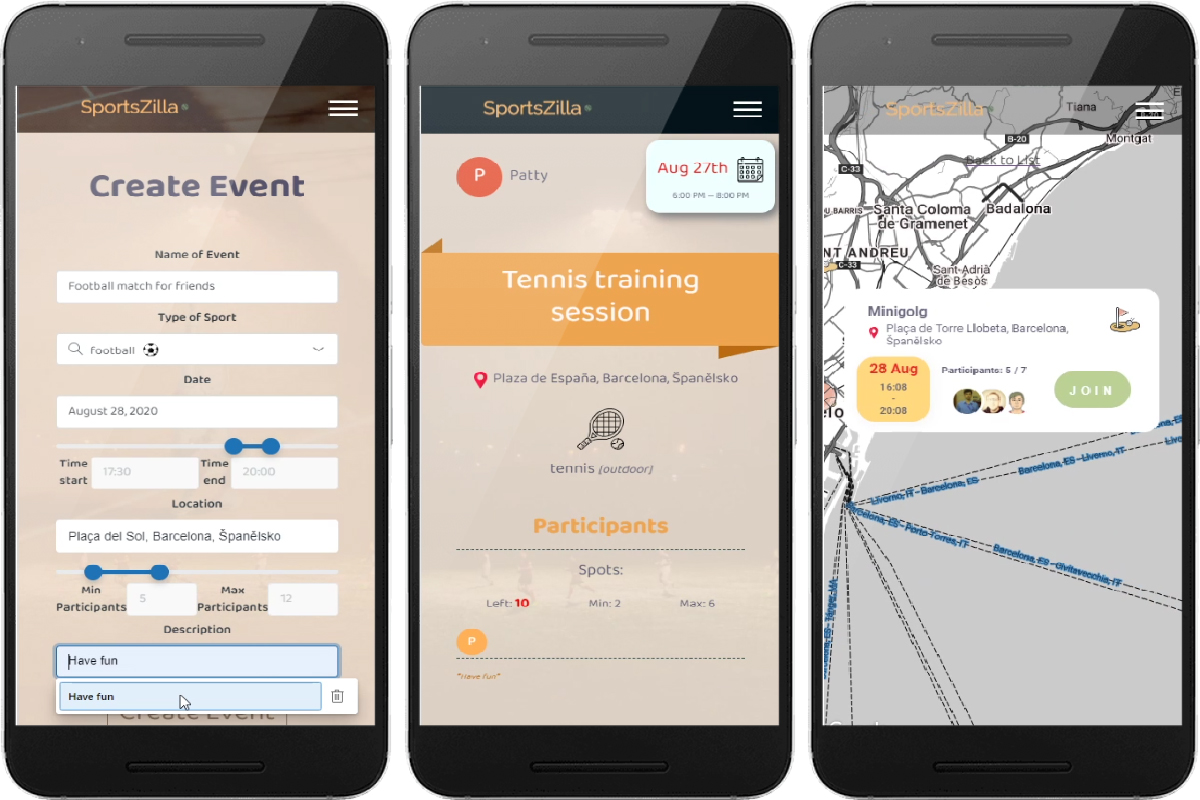 SportsZilla
Create Event
Name of Event
Football match for friends
Type of Sport
football
Date
August 28, 2020
Time start
17:30
Time end
20:00
Location
Plaça del Sol, Barcelona, Španělsko
Min Participants
5
Max Participants
12
Description
Have fun
Have fun
Create Event
SportsZilla
P
Patty
Aug 27th
6:00 PM – 8:00 PM
Tennis training
session
Plaza de España, Barcelona, Španělsko
tennis (outdoor)
Participants
Spots:
Left: 10
Min: 2
Max: 6
P
"Have fun"
SportsZilla
Tiana
B-20
B-20
Montgat
Back to List
C-33
BARRIS
Santa Coloma
de Gramenet
Badalona
NT ANDREU
C-33
Sant Adrià
de Besòs
Minigolg
Plaça de Torre Llobeta, Barcelona,
Španělsko
28 Aug
16:08
-
20:08
Participants: 5 / 7
JOIN
Barcelona, ES - Livorno, IT
Livorno, IT - Barcelona, ES
Barcelona, ES - Porto Torres, IT
Barcelona, ES - Civitavecchia, IT